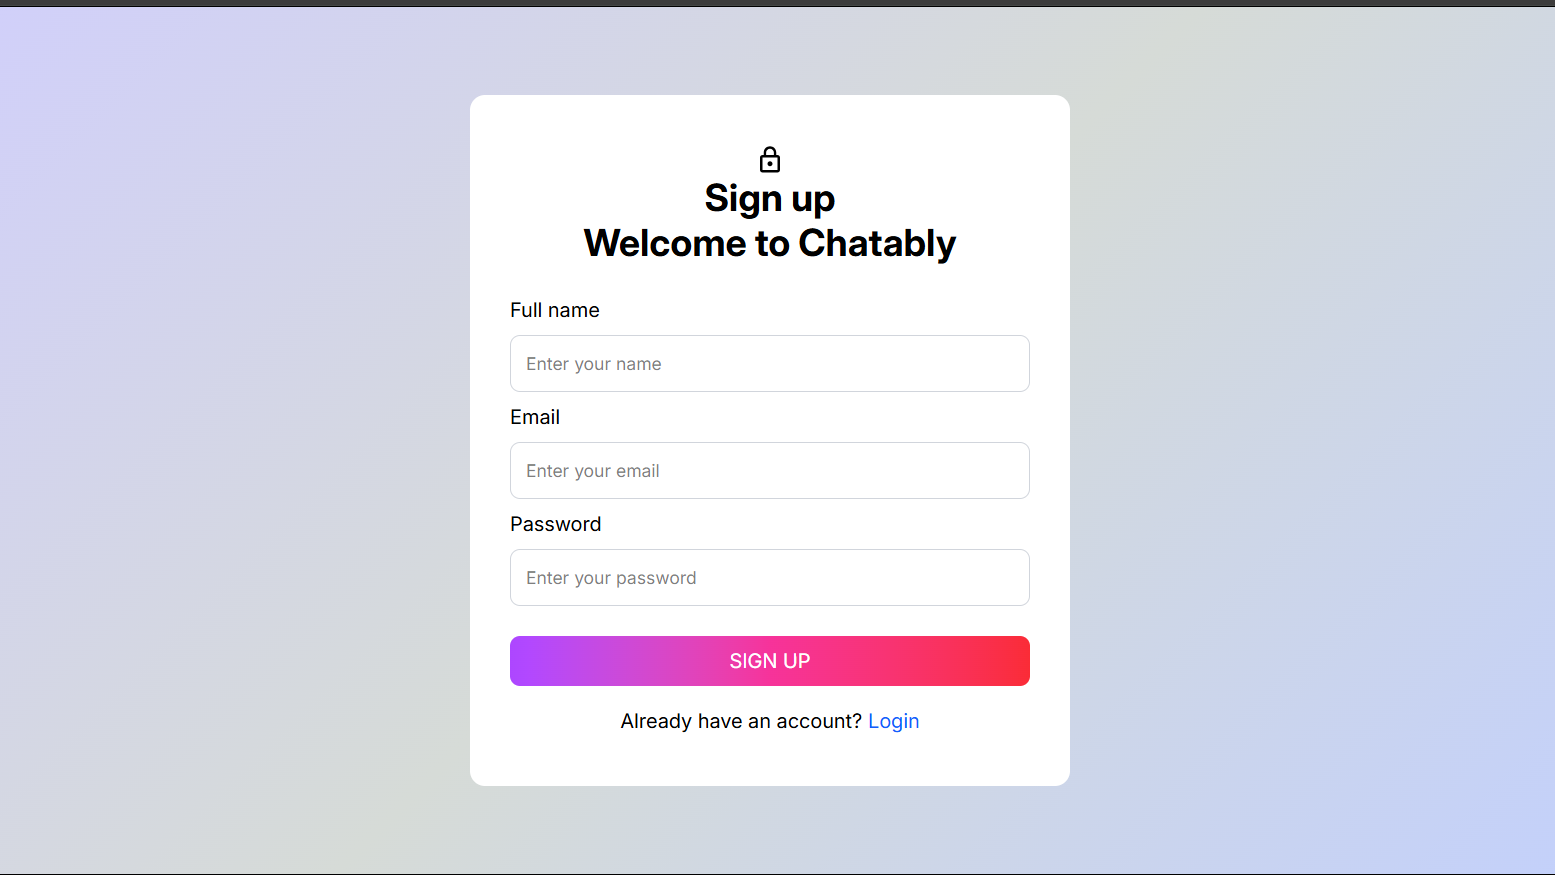 Sign up
Welcome to Chatably
Full name
Enter your name
Email
Enter your email
Password
Enter your password
SIGN UP
Already have an account? Login